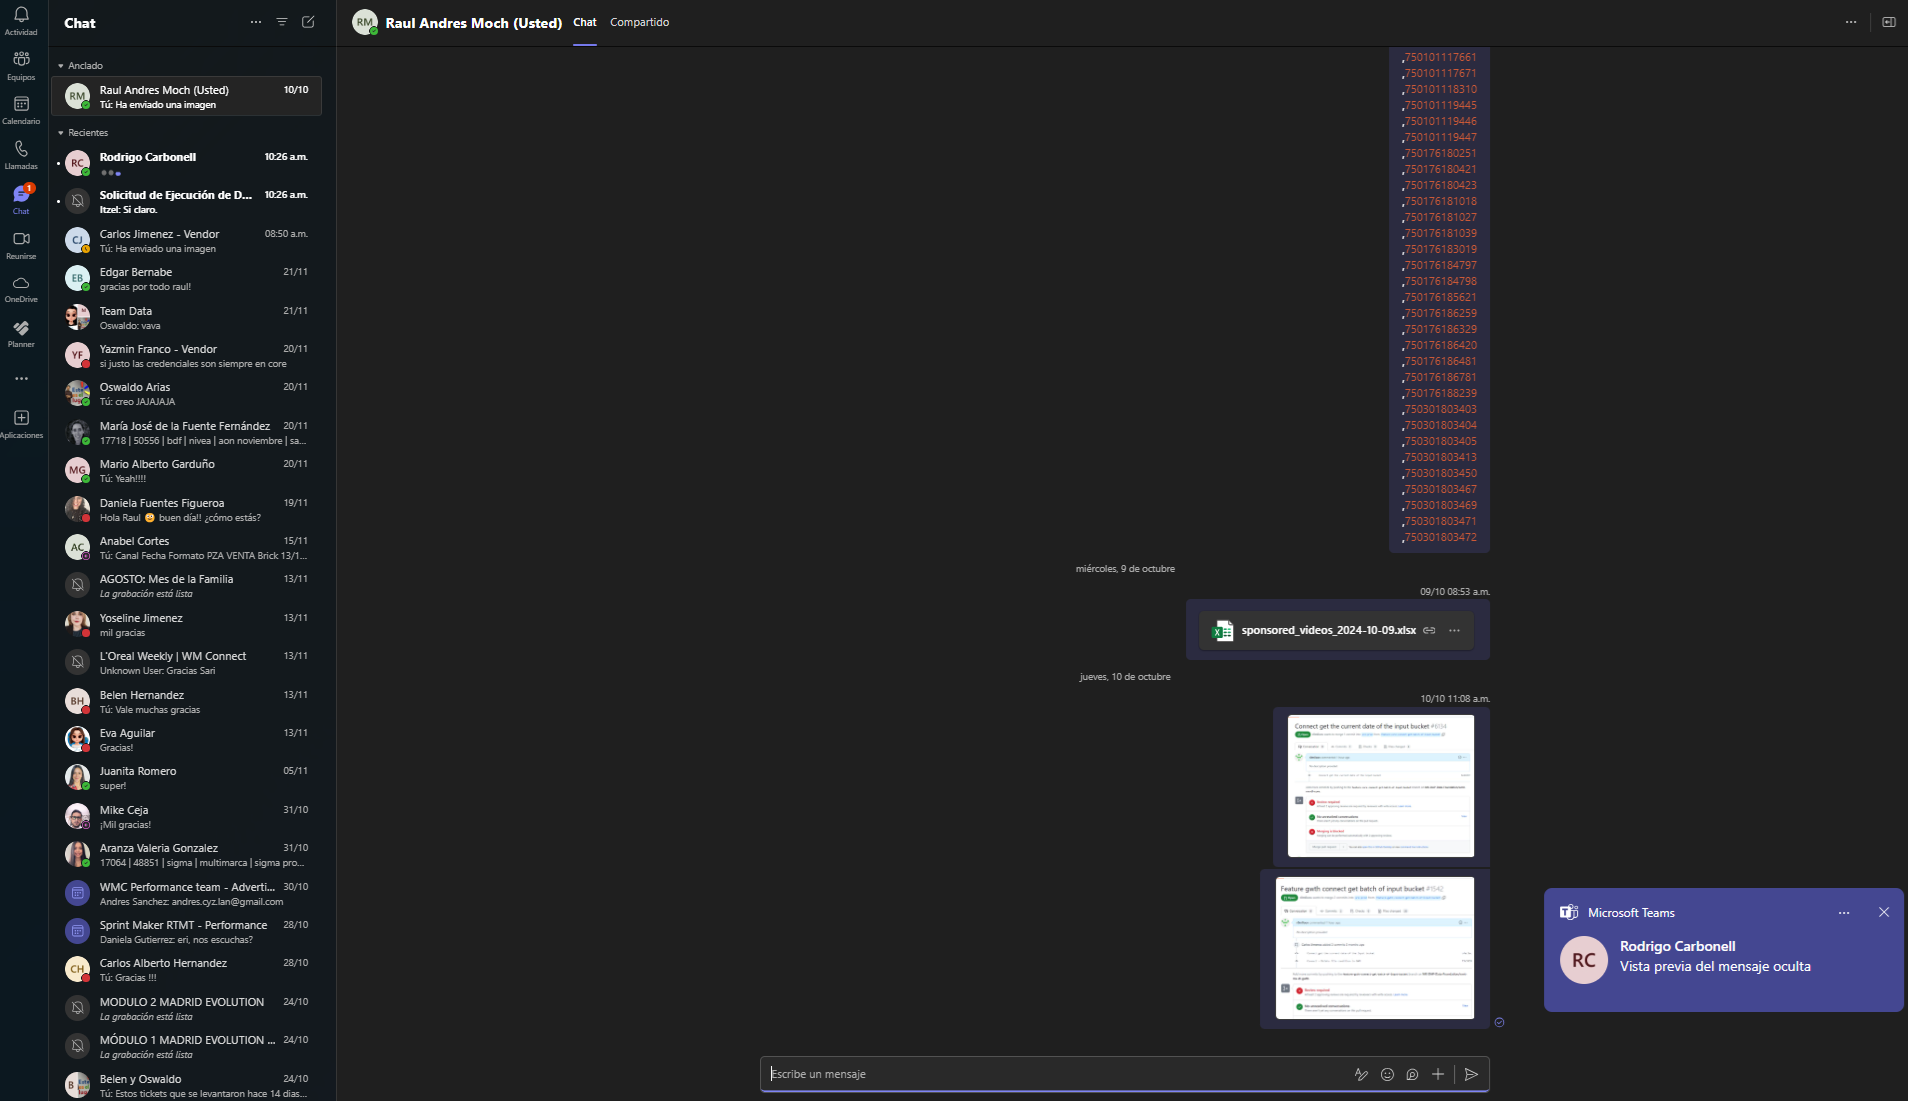 Actividad
Equipos
Calendario
Llamadas
1
Chat
Reunirse
OneDrive
Planner
Aplicaciones
Chat
Anclado
RM
Raul Andres Moch (Usted) 10/10
Tú: Ha enviado una imagen
Recientes
RC
Rodrigo Carbonell 10:26 a.m.
Solicitud de Ejecución de D... 10:26 a.m.
Itzel: Si claro.
CJ
Carlos Jimenez - Vendor 08:50 a.m.
Tú: Ha enviado una imagen
EB
Edgar Bernabe 21/11
gracias por todo raul!
Team Data 21/11
Oswaldo: vava
YF
Yazmin Franco - Vendor 20/11
si justo las credenciales son siempre en core
Oswaldo Arias 20/11
Tú: creo JAJAJAJA
María José de la Fuente Fernández 20/11
17718 | 50556 | bdf | nivea | aon noviembre | sa...
MG
Mario Alberto Garduño 20/11
Tú: Yeah!!!!
Daniela Fuentes Figueroa 19/11
Hola Raul 😀 buen día!! ¿cómo estás?
AC
Anabel Cortes 15/11
Tú: Canal Fecha Formato PZA VENTA Brick 13/1...
AGOSTO: Mes de la Familia 13/11
La grabación está lista
Yoseline Jimenez 13/11
mil gracias
L'Oreal Weekly | WM Connect 13/11
Unknown User: Gracias Sari
BH
Belen Hernandez 13/11
Tú: Vale muchas gracias
Eva Aguilar 13/11
Gracias!
Juanita Romero 05/11
super!
Mike Ceja 31/10
¡Mil gracias!
Aranza Valeria Gonzalez 31/10
17064 | 48851 | sigma | multimarca | sigma pro...
WMC Performance team - Adverti... 30/10
Andres Sanchez: andres.cyz.lan@gmail.com
Sprint Maker RTMT - Performance 28/10
Daniela Gutierrez: eri, nos escuchas?
CH
Carlos Alberto Hernandez 28/10
Tú: Gracias !!!
MODULO 2 MADRID EVOLUTION 24/10
La grabación está lista
MÓDULO 1 MADRID EVOLUTION ... 24/10
La grabación está lista
B
Belen y Oswaldo 24/10
Tú: Estos tickets que se levantaron hace 14 dias...
RM
Raul Andres Moch (Usted) Chat Compartido
,750101117661
,750101117671
,750101118310
,750101119445
,750101119446
,750101119447
,750176180251
,750176180421
,750176180423
,750176181018
,750176181027
,750176181039
,750176183019
,750176184797
,750176184798
,750176185621
,750176186259
,750176186329
,750176186420
,750176186481
,750176186781
,750176188239
,750301803403
,750301803404
,750301803405
,750301803413
,750301803450
,750301803467
,750301803469
,750301803471
,750301803472
miércoles, 9 de octubre
09/10 08:53 a.m.
sponsored_videos_2024-10-09.xlsx
jueves, 10 de octubre
10/10 11:08 a.m.
Connect get the current date of the input bucket
Review required
No unresolved conversations
Merging is blocked
Feature gwth connect get batch of input bucket #1542
Review required
No unresolved conversations
Escribe un mensaje
Microsoft Teams
RC
Rodrigo Carbonell
Vista previa del mensaje oculta